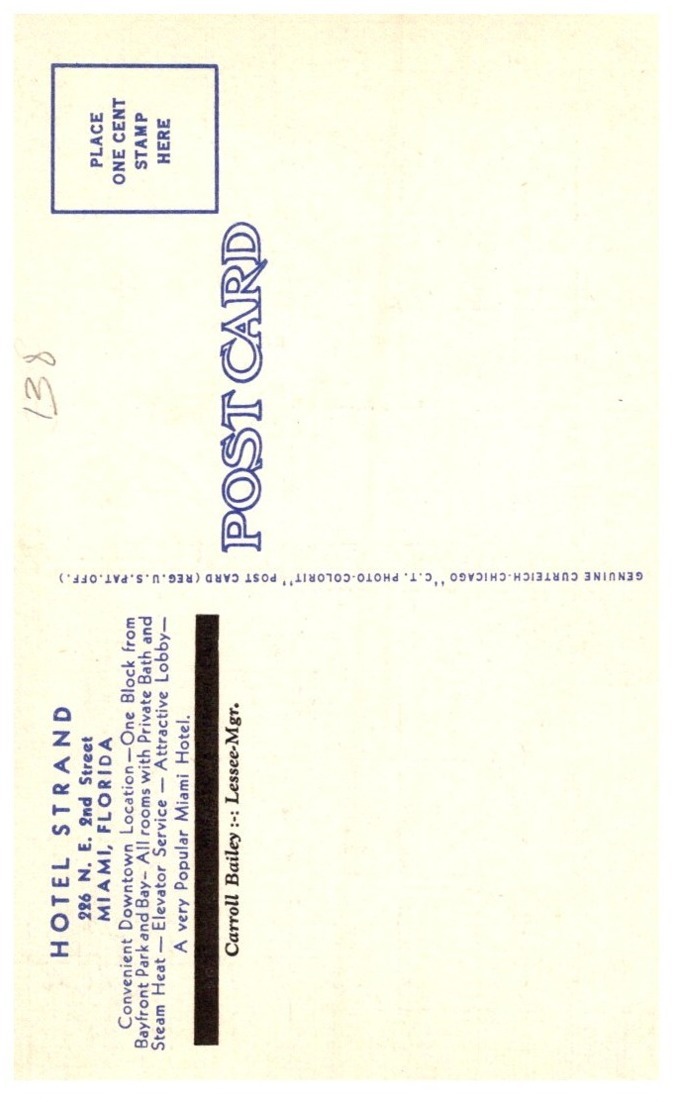 HOTEL STRAND
226 N. E. 2nd Street
MIAMI, FLORIDA
Convenient Downtown Location—One Block from
Bayfront Park and Bay— All rooms with Private Bath and
Steam Heat — Elevator Service — Attractive Lobby—
A very Popular Miami Hotel.
Carroll Bailey :-: Lessee-Mgr.
GENUINE CURTEICH-CHICAGO "C.T. PHOTO-COLORIT" POST CARD (REG.U.S.PAT.OFF.)
138
POST CARD
PLACE
ONE CENT
STAMP
HERE